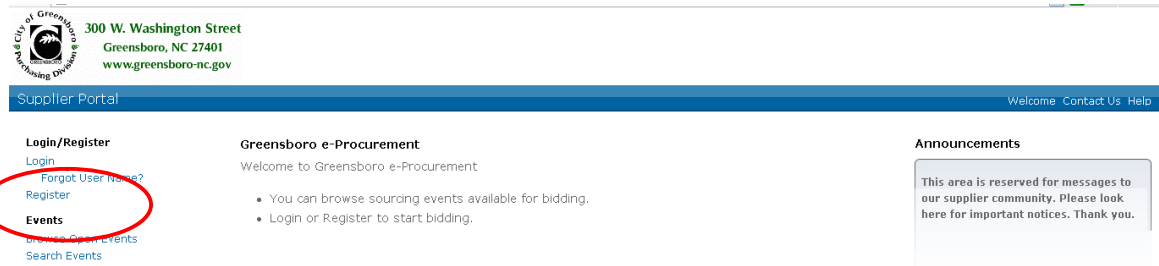 City of Greensboro
Purchasing Division
GREENSBORO
300 W. Washington Street
Greensboro, NC 27401
www.greensboro-nc.gov
Supplier Portal
Welcome Contact Us Help
Login/Register
Login
Forgot User Name?
Register
Events
Browse Open Events
Search Events
Greensboro e-Procurement
Welcome to Greensboro e-Procurement
• You can browse sourcing events available for bidding.
• Login or Register to start bidding.
Announcements
This area is reserved for messages to
our supplier community. Please look
here for important notices. Thank you.